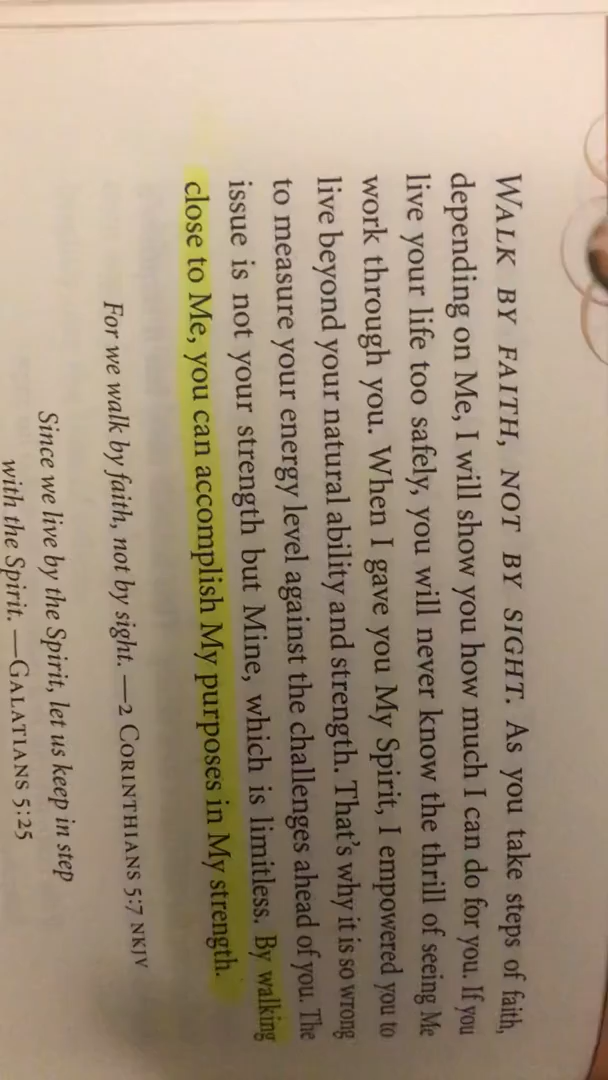 WALK BY FAITH, NOT BY SIGHT. As you take steps of faith,
depending on Me, I will show you how much I can do for you. If you
live your life too safely, you will never know the thrill of seeing Me
work through you. When I gave you My Spirit, I empowered you to
live beyond your natural ability and strength. That's why it is so wrong
to measure your energy level against the challenges ahead of you. The
issue is not your strength but Mine, which is limitless. By walking
close to Me, you can accomplish My purposes in My strength.
For we walk by faith, not by sight. —2 CORINTHIANS 5:7 NKJV
Since we live by the Spirit, let us keep in step
with the Spirit. —GALATIANS 5:25